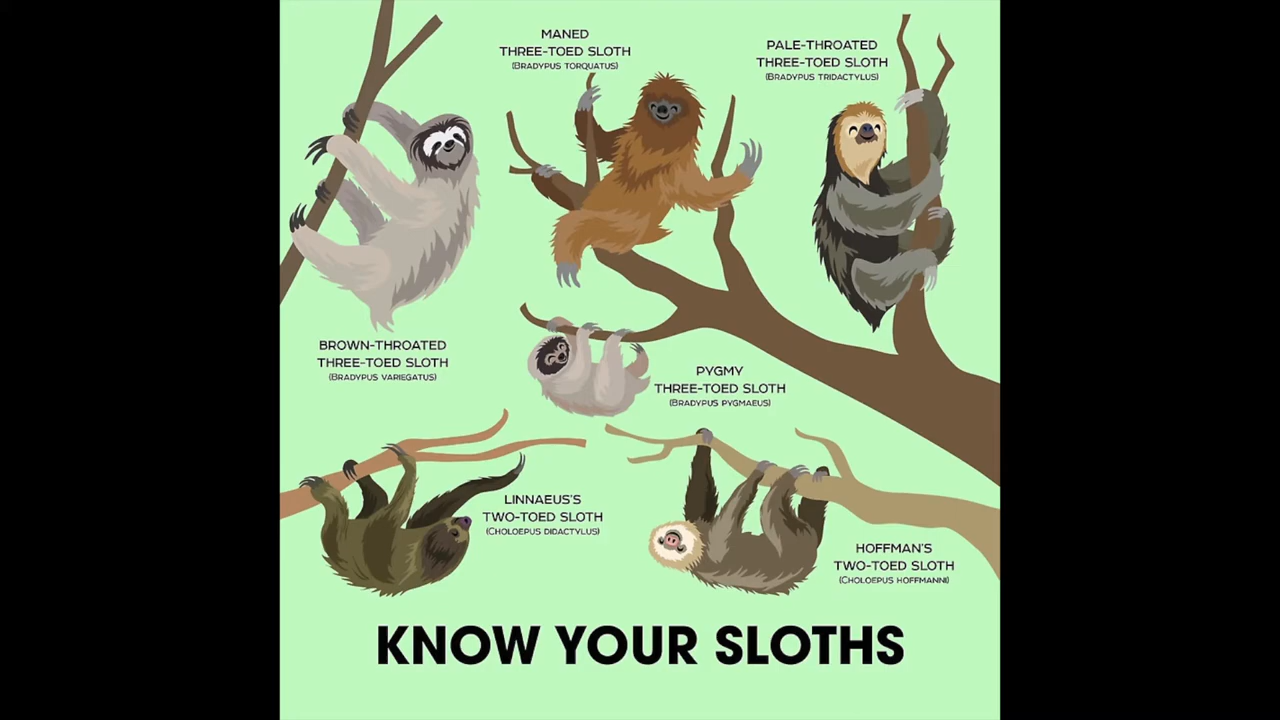 MANED
THREE-TOED SLOTH
(BRADYPUS TORQUATUS)
PALE-THROATED
THREE-TOED SLOTH
(BRADYPUS TRIDACTYLUS)
BROWN-THROATED
THREE-TOED SLOTH
(BRADYPUS VARIEGATUS)
PYGMY
THREE-TOED SLOTH
(BRADYPUS PYGMAEUS)
LINNAEUS'S
TWO-TOED SLOTH
(CHOLOEPUS DIDACTYLUS)
HOFFMAN'S
TWO-TOED SLOTH
(CHOLOEPUS HOFFMANNI)
KNOW YOUR SLOTHS